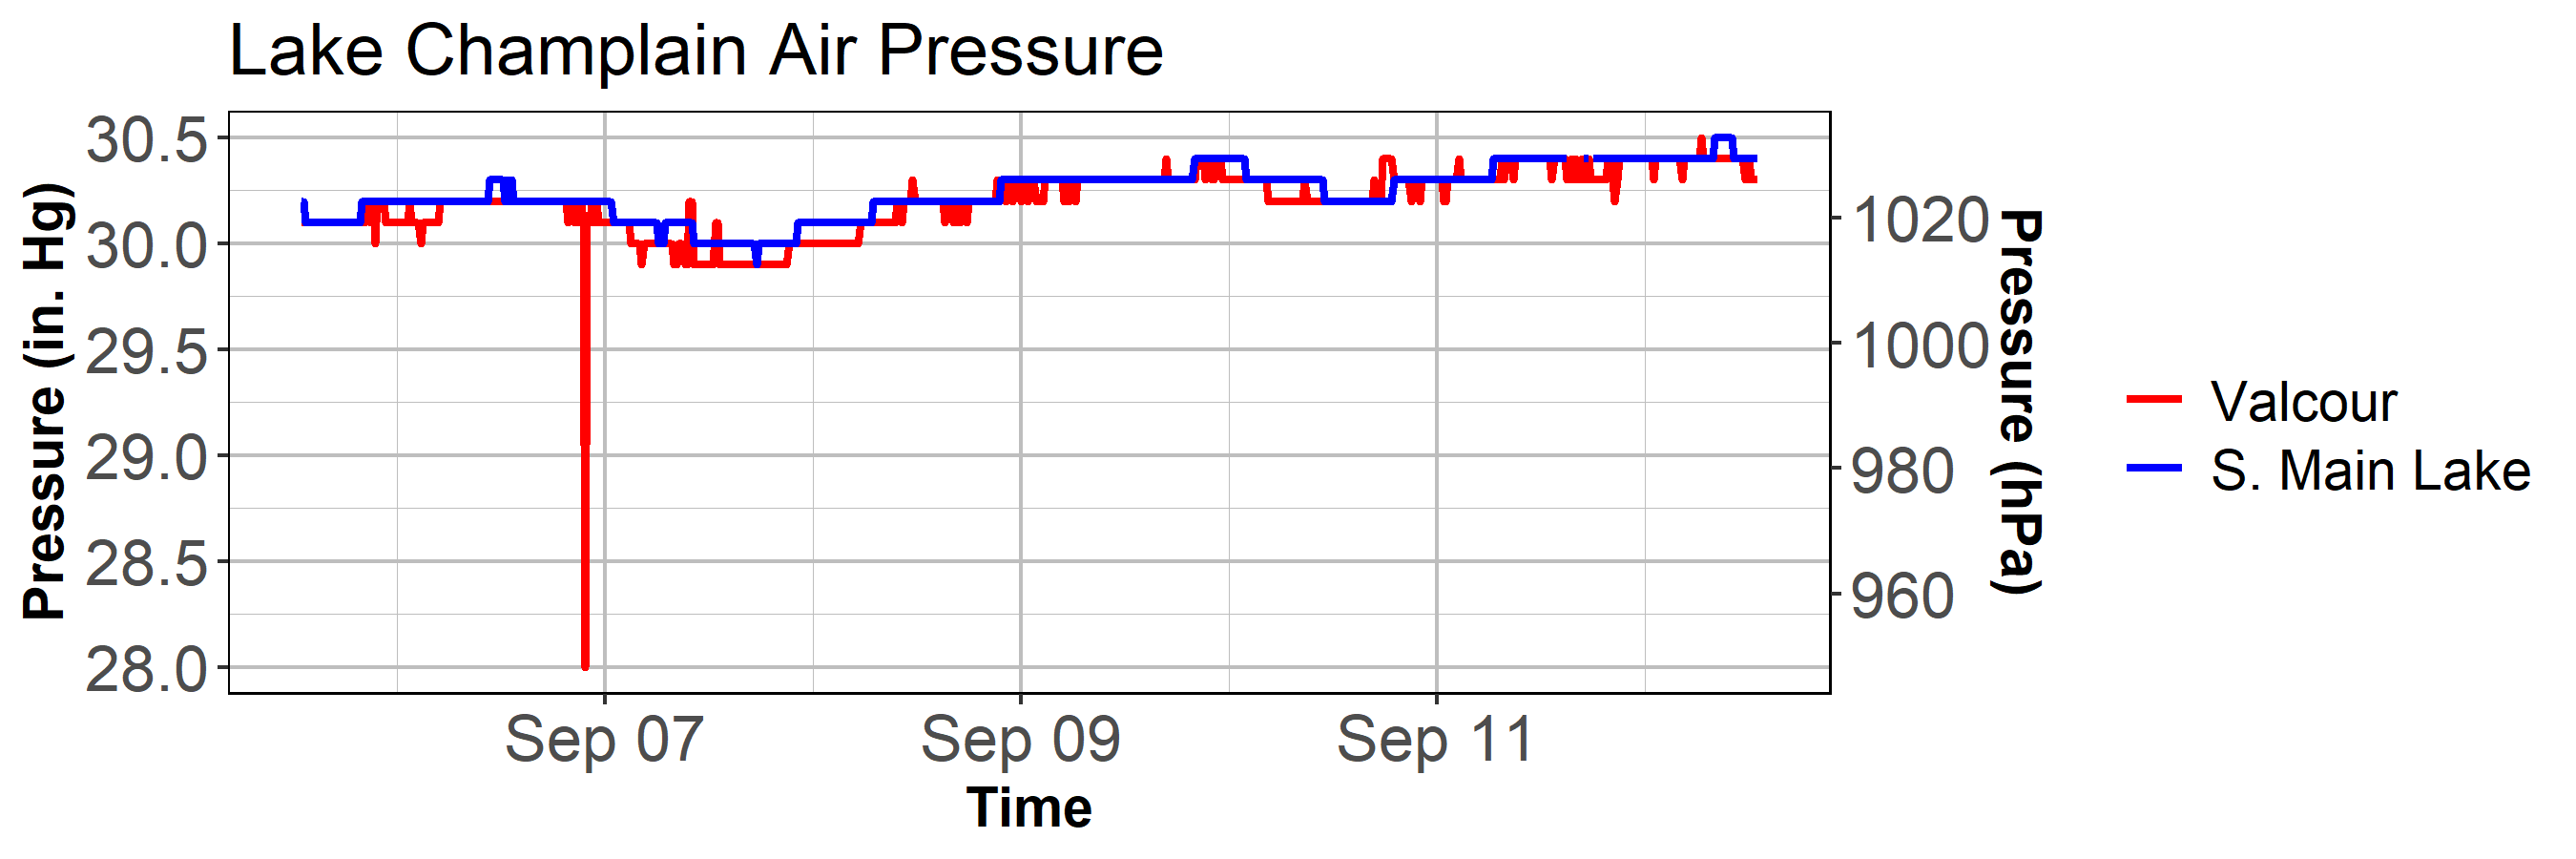 Lake Champlain Air Pressure
Pressure (in. Hg)
30.5
30.0
29.5
29.0
28.5
28.0
1020
1000
980
960
Pressure (hPa)
Valcour
S. Main Lake
Sep 07
Sep 09
Sep 11
Time